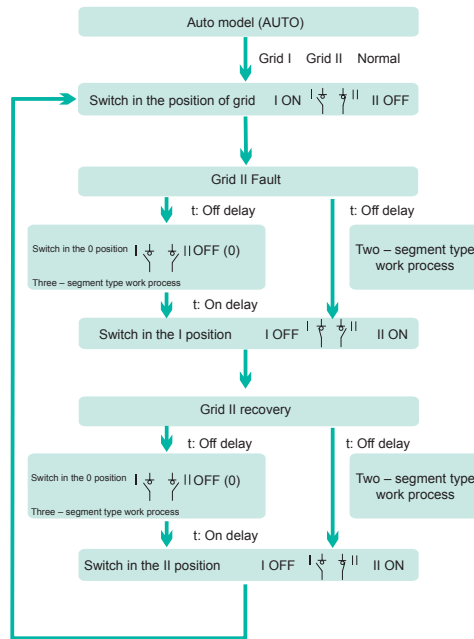 Auto model (AUTO)
Grid I Grid II Normal
Switch in the position of grid I ON I II II OFF
Grid II Fault
t: Off delay t: Off delay
Switch in the 0 position I II OFF (0)
Three – segment type work process
Two – segment type
work process
t: On delay
Switch in the I position I OFF I II II ON
Grid II recovery
t: Off delay t: Off delay
Switch in the 0 position I II OFF (0)
Three – segment type work process
Two – segment type
work process
t: On delay
Switch in the II position I OFF I II II ON